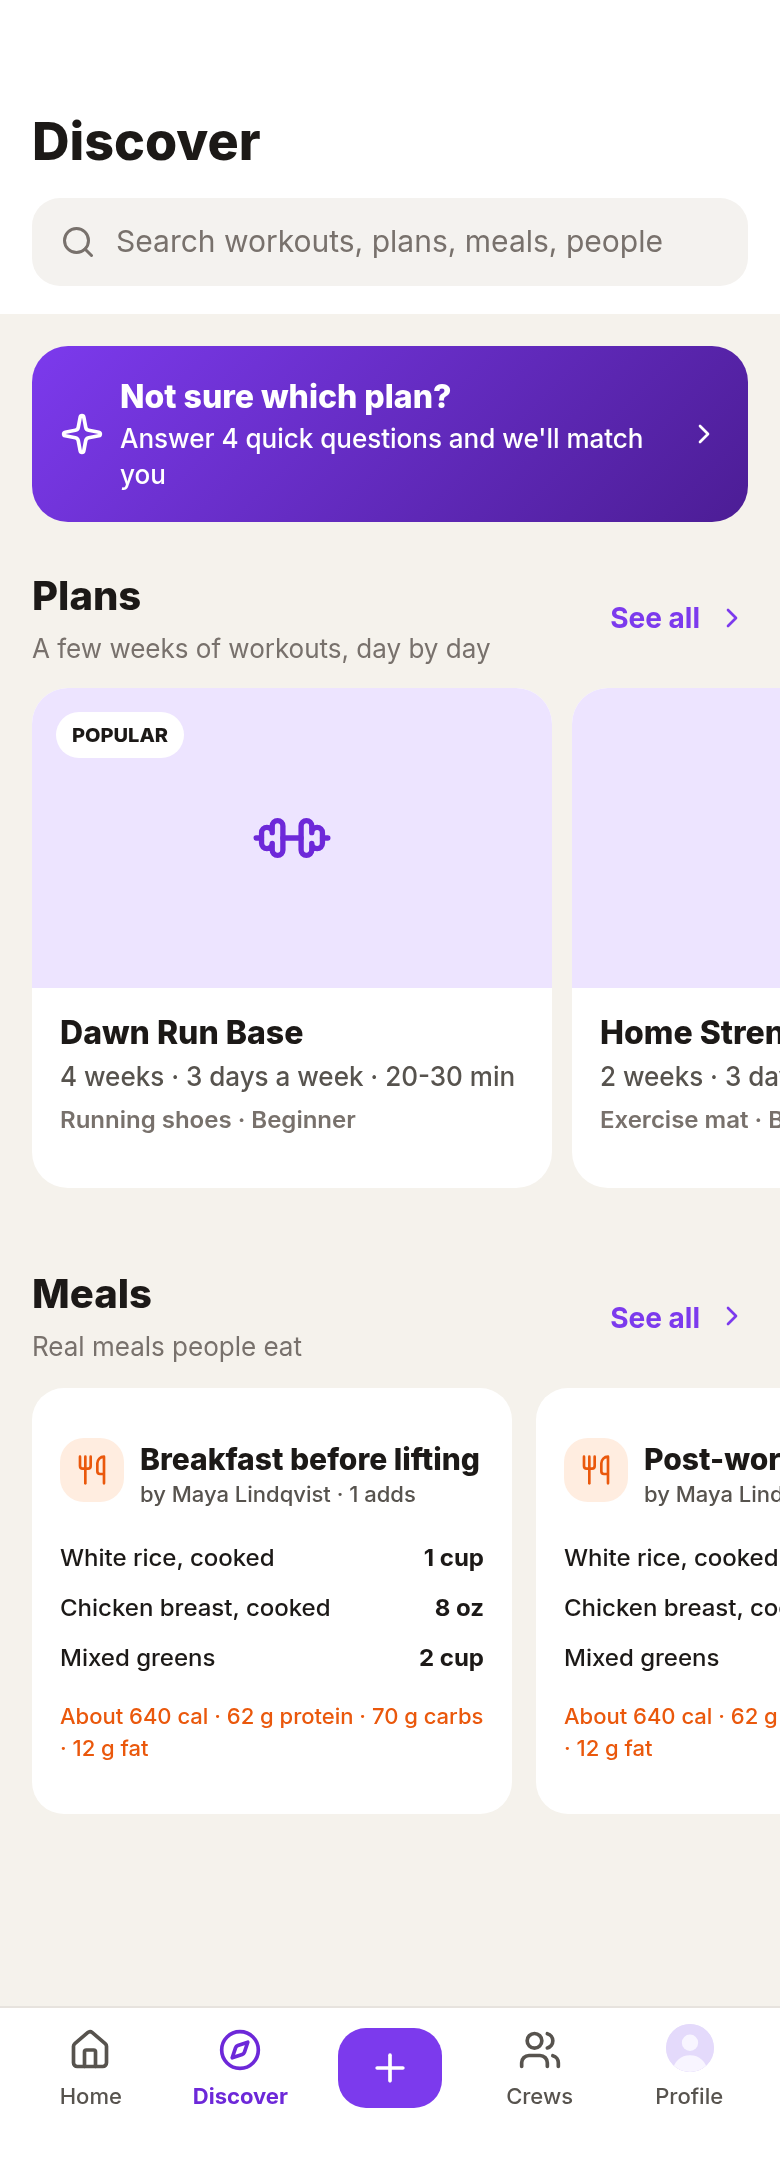 Discover
Search workouts, plans, meals, people
Not sure which plan?
Answer 4 quick questions and we'll match
you
Plans
See all
A few weeks of workouts, day by day
POPULAR
Dawn Run Base
4 weeks · 3 days a week · 20-30 min
Running shoes · Beginner
Home Stren
2 weeks · 3 da
Exercise mat · B
Meals
See all
Real meals people eat
Breakfast before lifting
by Maya Lindqvist · 1 adds
White rice, cooked 1 cup
Chicken breast, cooked 8 oz
Mixed greens 2 cup
About 640 cal · 62 g protein · 70 g carbs
· 12 g fat
Post-wor
by Maya Lind
White rice, cooked
Chicken breast, co
Mixed greens
About 640 cal · 62 g
· 12 g fat
Home
Discover
Crews
Profile